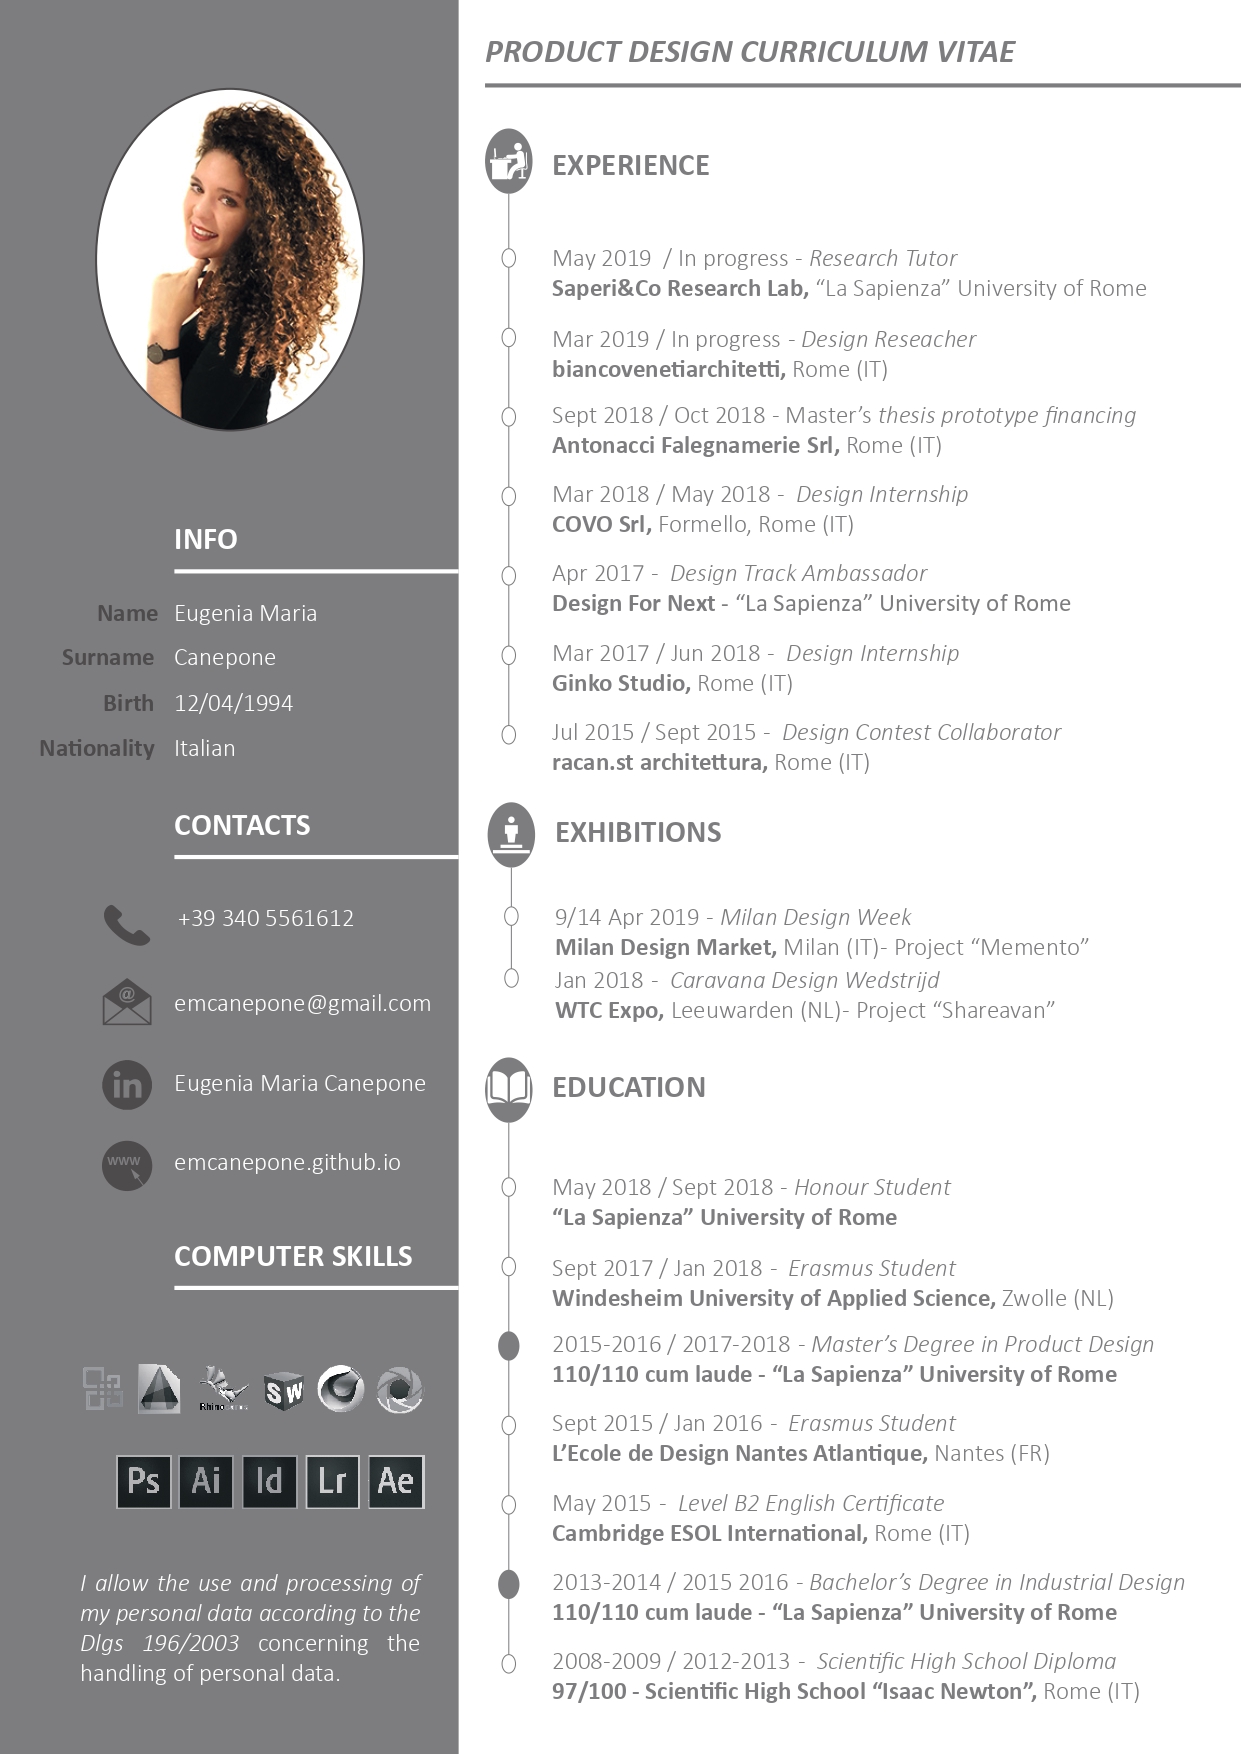 PRODUCT DESIGN CURRICULUM VITAE
INFO
Name Eugenia Maria
Surname Canepone
Birth 12/04/1994
Nationality Italian
CONTACTS
+39 340 5561612
@
emcanepone@gmail.com
in Eugenia Maria Canepone
www
emcanepone.github.io
COMPUTER SKILLS
Rhino
SW
Ps Ai Id Lr Ae
I allow the use and processing of
my personal data according to the
Dlgs 196/2003 concerning the
handling of personal data.
EXPERIENCE
May 2019 / In progress - Research Tutor
Saperi&Co Research Lab, “La Sapienza” University of Rome
Mar 2019 / In progress - Design Reseacher
biancovenetiarchitetti, Rome (IT)
Sept 2018 / Oct 2018 - Master’s thesis prototype financing
Antonacci Falegnamerie Srl, Rome (IT)
Mar 2018 / May 2018 - Design Internship
COVO Srl, Formello, Rome (IT)
Apr 2017 - Design Track Ambassador
Design For Next - “La Sapienza” University of Rome
Mar 2017 / Jun 2018 - Design Internship
Ginko Studio, Rome (IT)
Jul 2015 / Sept 2015 - Design Contest Collaborator
racan.st architettura, Rome (IT)
EXHIBITIONS
9/14 Apr 2019 - Milan Design Week
Milan Design Market, Milan (IT)- Project “Memento”
Jan 2018 - Caravana Design Wedstrijd
WTC Expo, Leeuwarden (NL)- Project “Shareavan”
EDUCATION
May 2018 / Sept 2018 - Honour Student
“La Sapienza” University of Rome
Sept 2017 / Jan 2018 - Erasmus Student
Windesheim University of Applied Science, Zwolle (NL)
2015-2016 / 2017-2018 - Master’s Degree in Product Design
110/110 cum laude - “La Sapienza” University of Rome
Sept 2015 / Jan 2016 - Erasmus Student
L’Ecole de Design Nantes Atlantique, Nantes (FR)
May 2015 - Level B2 English Certificate
Cambridge ESOL International, Rome (IT)
2013-2014 / 2015 2016 - Bachelor’s Degree in Industrial Design
110/110 cum laude - “La Sapienza” University of Rome
2008-2009 / 2012-2013 - Scientific High School Diploma
97/100 - Scientific High School “Isaac Newton”, Rome (IT)